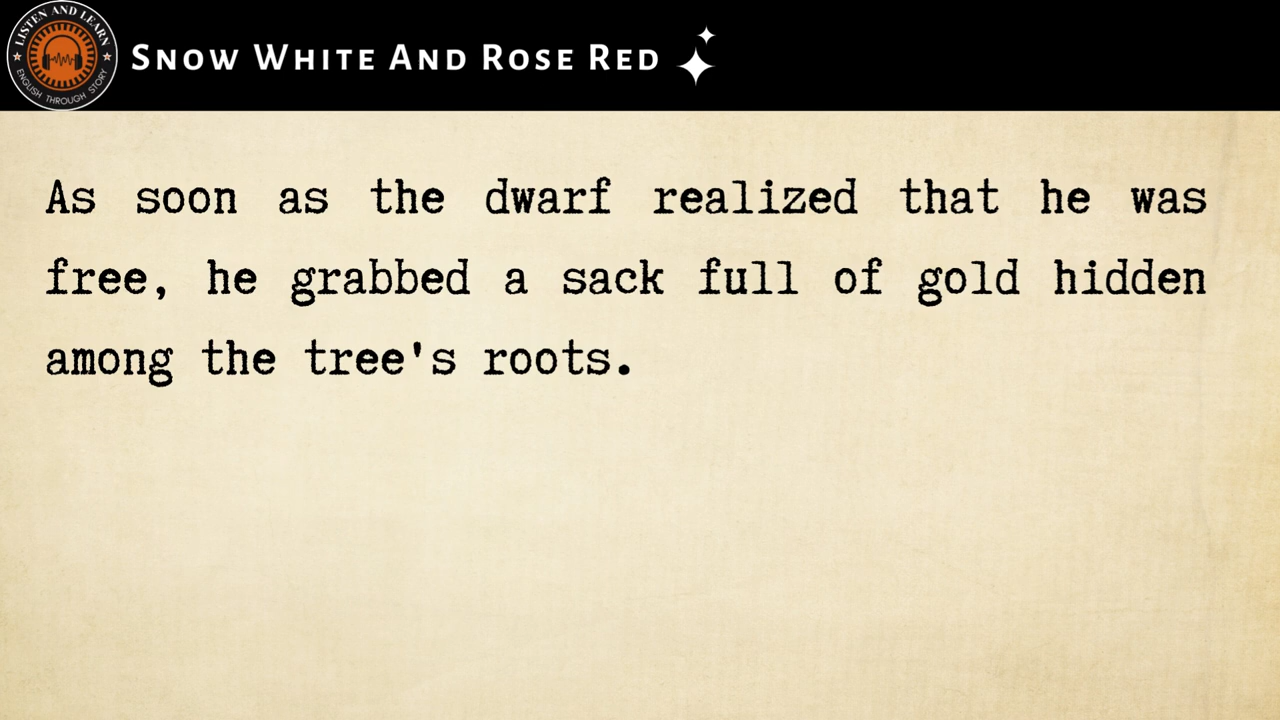 LISTEN AND LEARN
ENGLISH THROUGH STORY
Snow White And Rose Red
As soon as the dwarf realized that he was
free, he grabbed a sack full of gold hidden
among the tree's roots.